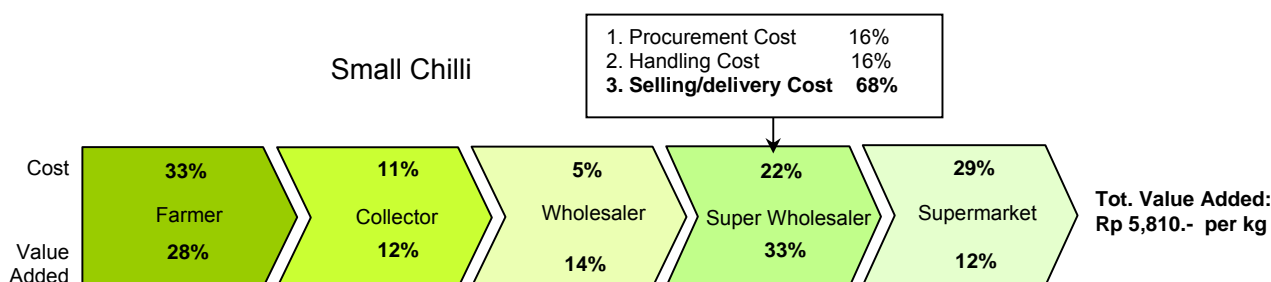 Small Chilli
1. Procurement Cost 16%
2. Handling Cost 16%
3. Selling/delivery Cost 68%
Cost
33%
11%
5%
22%
29%
Farmer
Collector
Wholesaler
Super Wholesaler
Supermarket
Value
Added
28%
12%
14%
33%
12%
Tot. Value Added:
Rp 5,810.- per kg